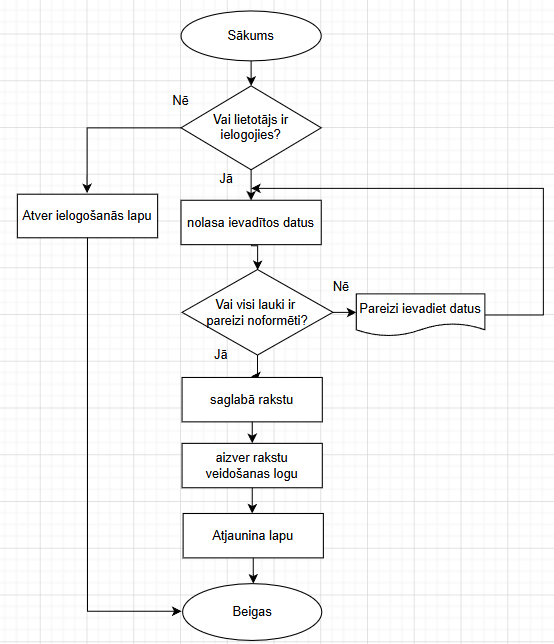 Sākums
Nē
Vai lietotājs ir
ielogojies?
Jā
Atver ielogošanās lapu
nolasa ievadītos datus
Vai visi lauki ir
pareizi noformēti?
Nē
Pareizi ievadiet datus
Jā
saglabā rakstu
aizver rakstu
veidošanas logu
Atjaunina lapu
Beigas